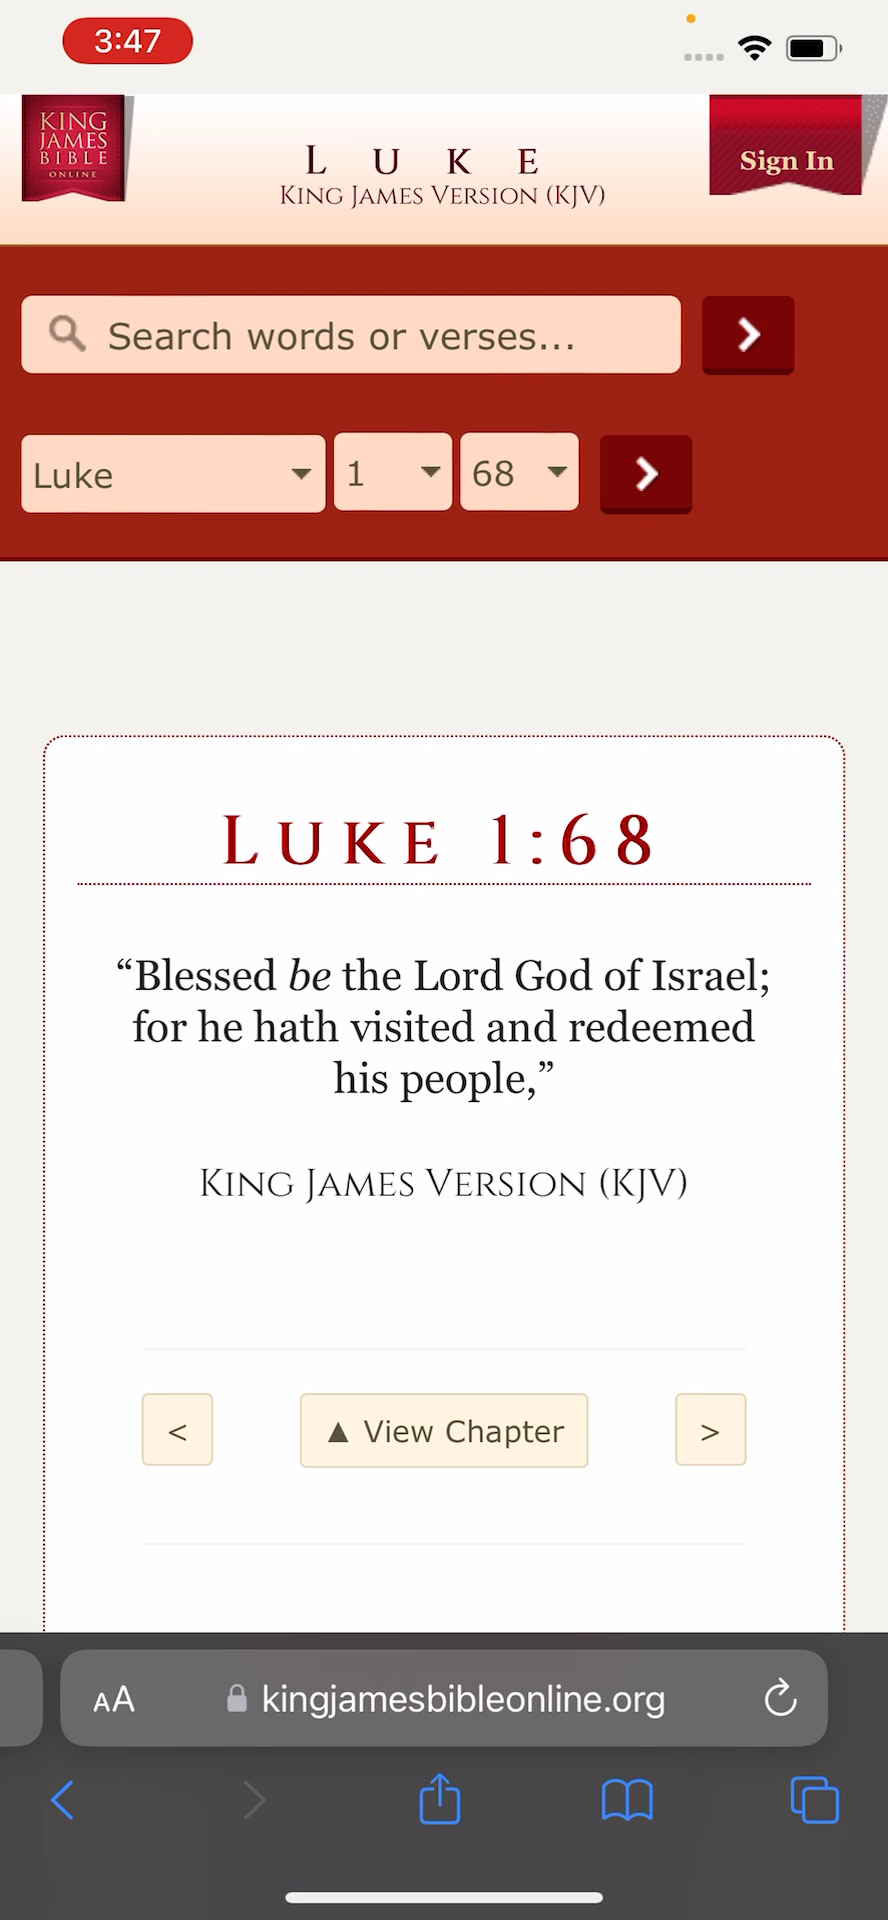 3:47
KING
JAMES
BIBLE
ONLINE
LUKE
KING JAMES VERSION (KJV)
Sign In
Search words or verses...
Luke
1
68
LUKE 1:68
“Blessed be the Lord God of Israel;
for he hath visited and redeemed
his people,”
KING JAMES VERSION (KJV)
<
▲ View Chapter
>
AA
kingjamesbibleonline.org